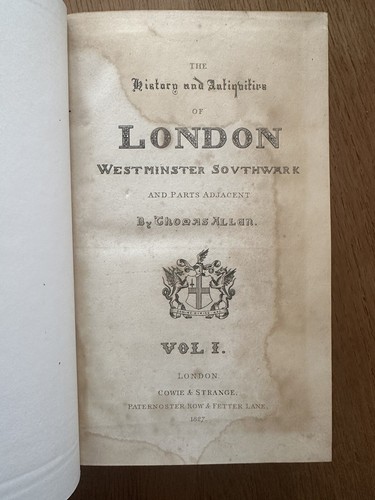 THE
History and Antiquities
OF
LONDON
WESTMINSTER SOVTHWARK
AND PARTS ADJACENT
By Thomas Allen.
VOL I.
LONDON
COWIE & STRANGE,
PATERNOSTER ROW & FETTER LANE,
1827.